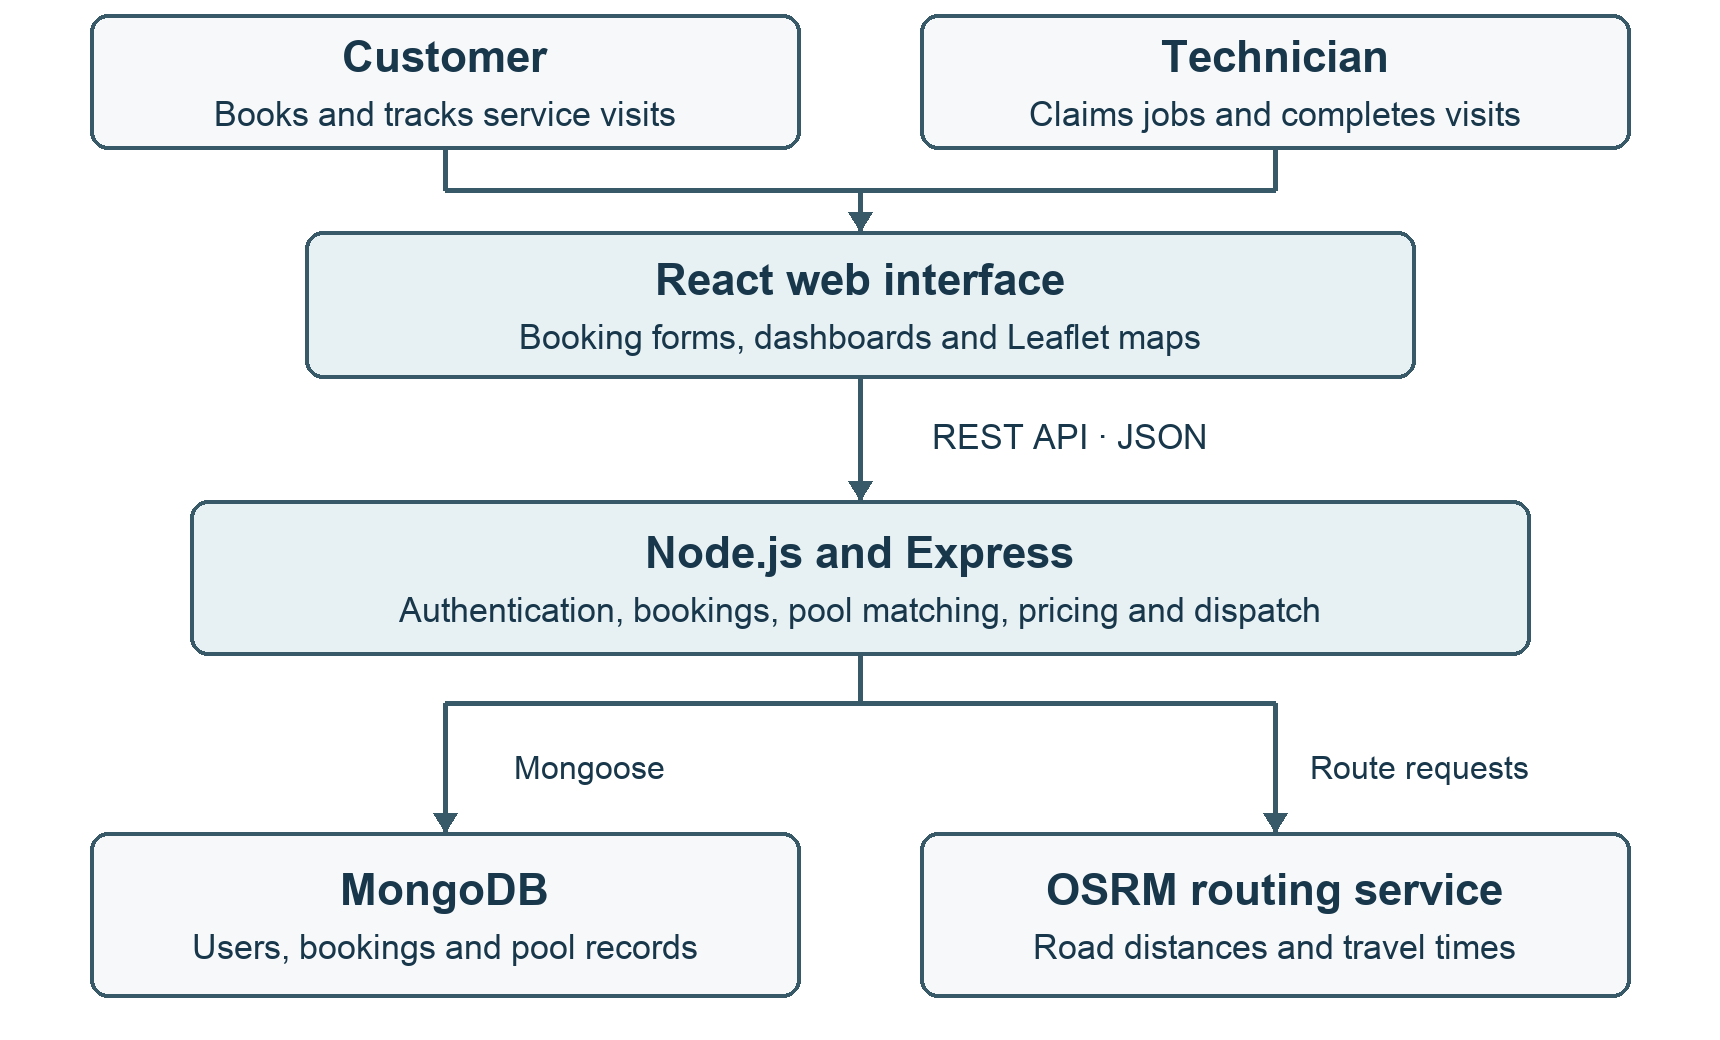 Customer
Books and tracks service visits
Technician
Claims jobs and completes visits
React web interface
Booking forms, dashboards and Leaflet maps
REST API · JSON
Node.js and Express
Authentication, bookings, pool matching, pricing and dispatch
Mongoose
Route requests
MongoDB
Users, bookings and pool records
OSRM routing service
Road distances and travel times